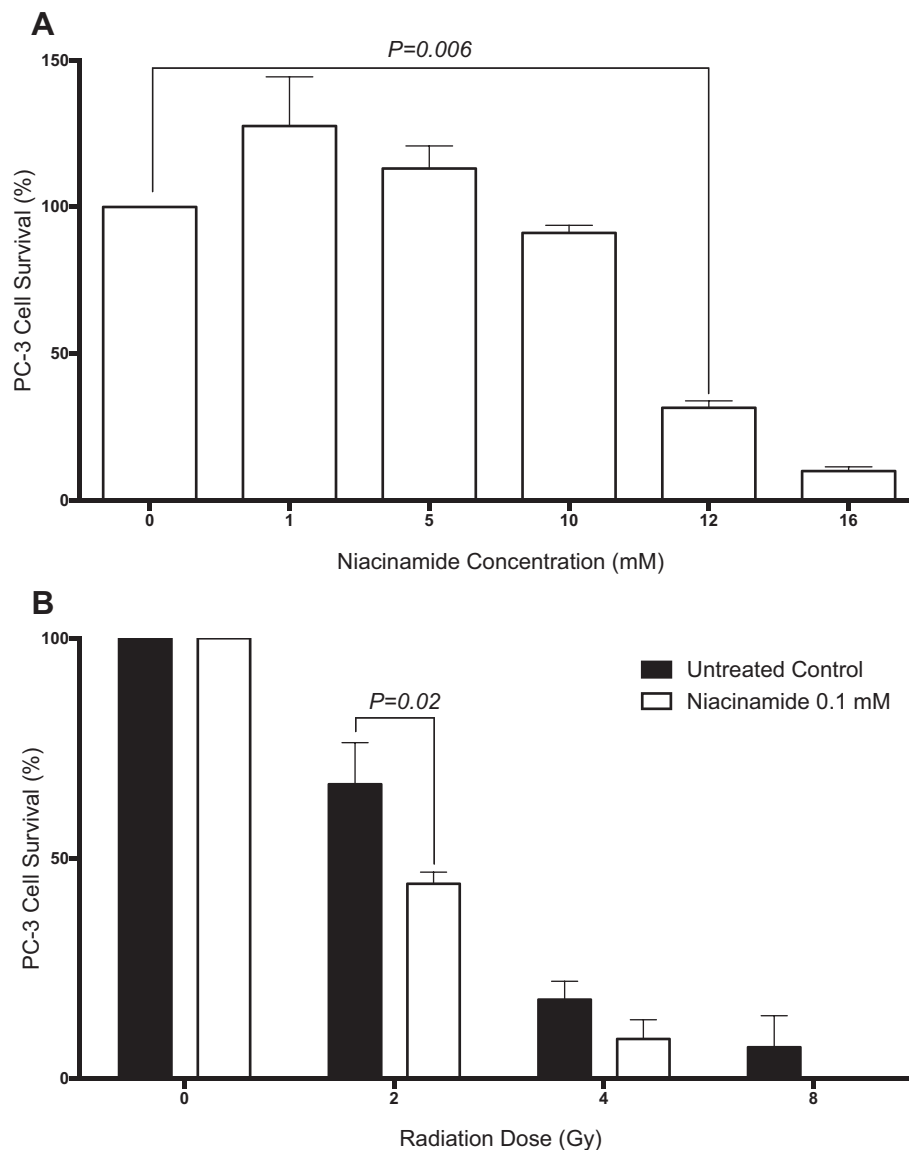 A
P=0.006
150
100
50
0
PC-3 Cell Survival (%)
0 1 5 10 12 16
Niacinamide Concentration (mM)
B
100
50
0
PC-3 Cell Survival (%)
Untreated Control
Niacinamide 0.1 mM
P=0.02
0 2 4 8
Radiation Dose (Gy)